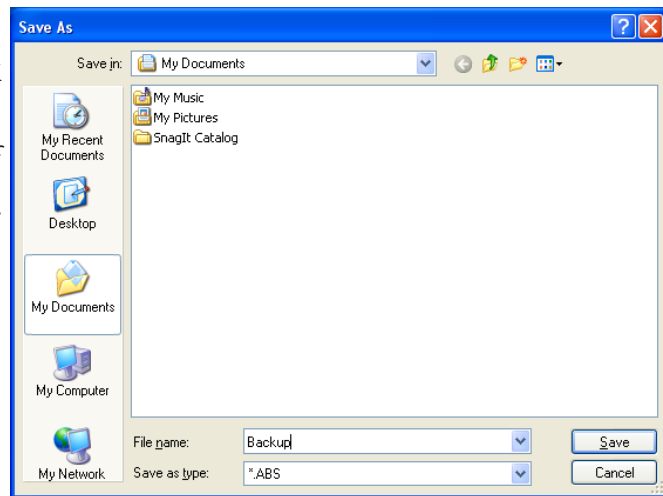 Save As
Save in:
My Documents
My Recent
Documents
Desktop
My Documents
My Computer
My Network
My Music
My Pictures
SnagIt Catalog
File name:
Backup
Save
Save as type:
*.ABS
Cancel